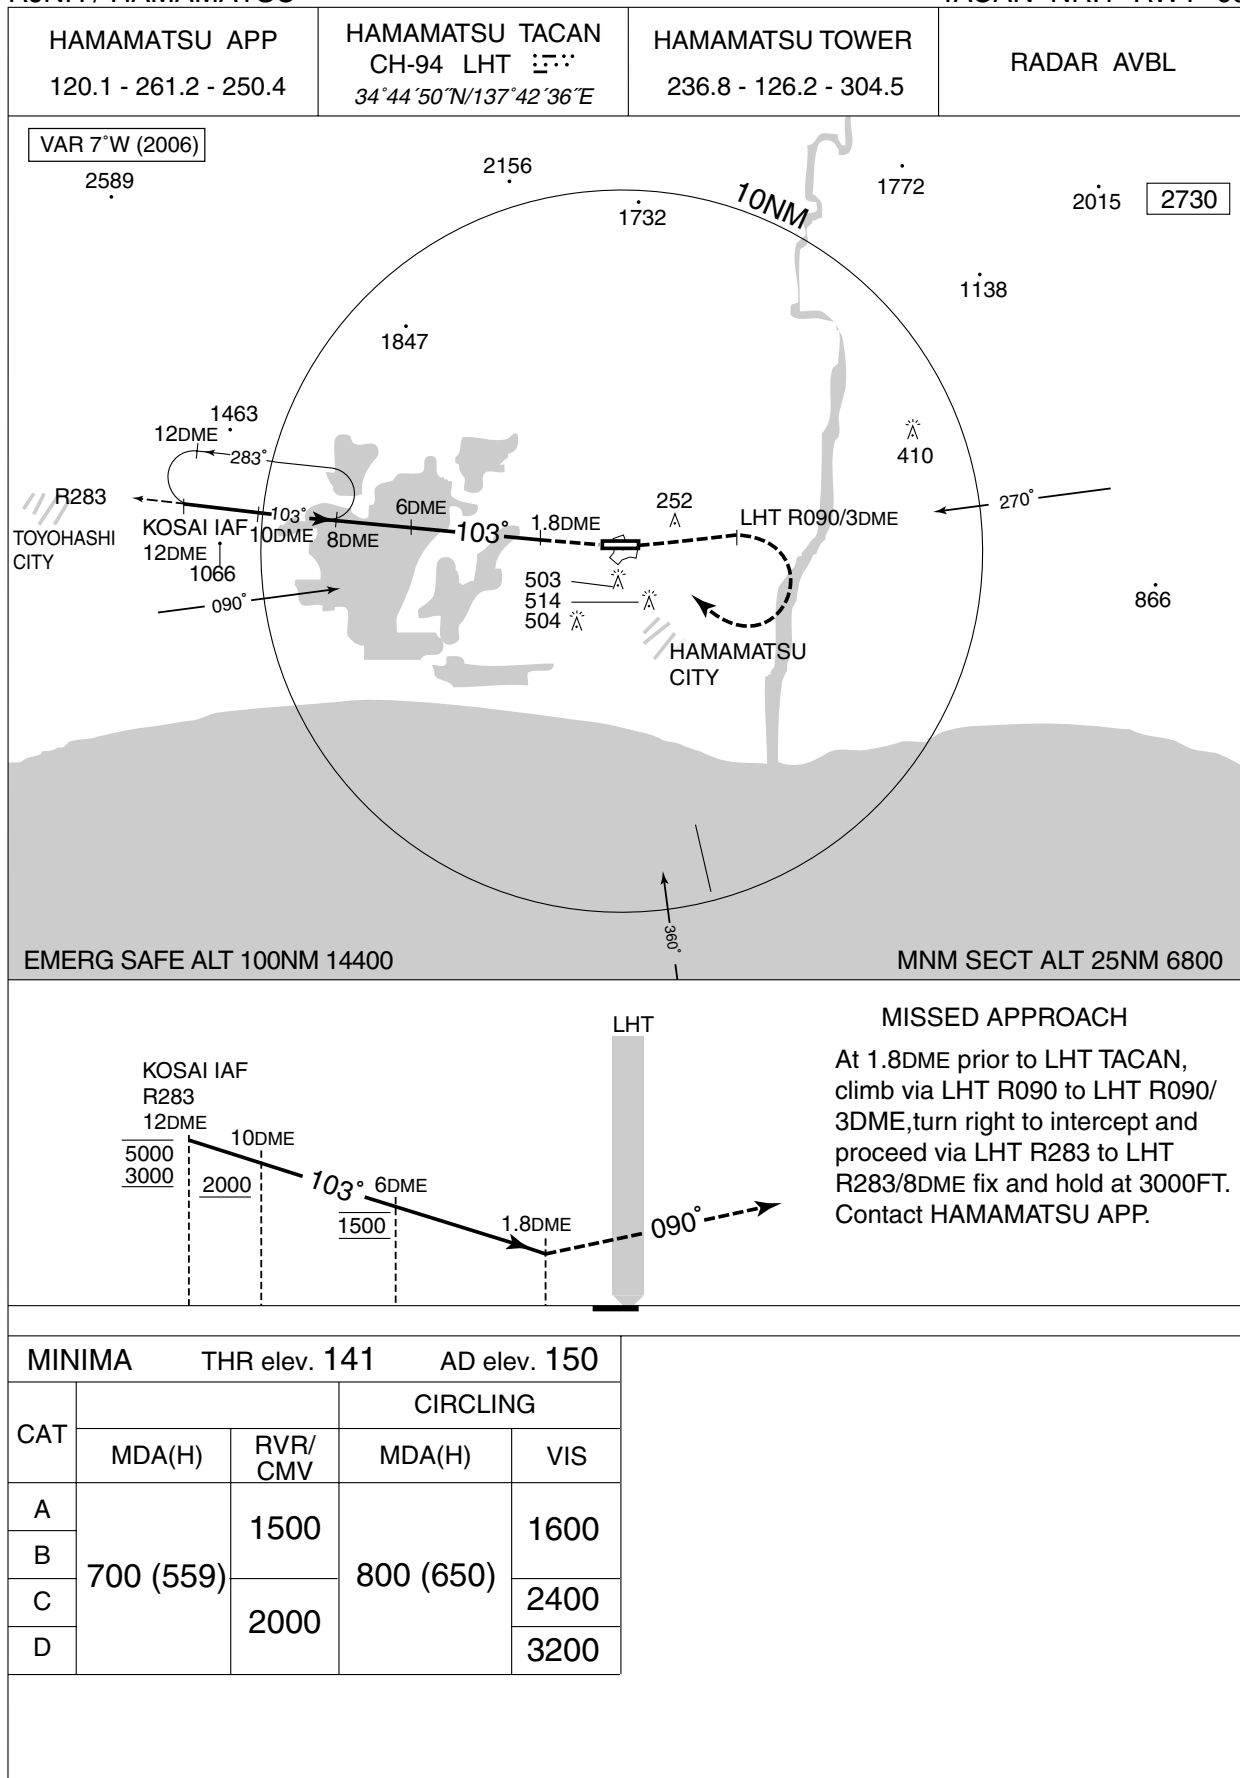 HAMAMATSU APP
120.1 - 261.2 - 250.4
HAMAMATSU TACAN
CH-94 LHT
34°44´50˝N/137°42´36˝E
HAMAMATSU TOWER
236.8 - 126.2 - 304.5
RADAR AVBL
VAR 7°W (2006)
2589
2156
1732
10NM
1772
2015
2730
1138
1847
1463
12DME
283°
410
R283
270°
252
LHT R090/3DME
6DME
103°
103°
1.8DME
KOSAI IAF
10DME
8DME
TOYOHASHI
CITY
12DME
1066
503
514
504
866
090°
HAMAMATSU
CITY
360°
EMERG SAFE ALT 100NM 14400
MNM SECT ALT 25NM 6800
LHT
KOSAI IAF
R283
12DME
10DME
5000
3000
2000
103°
6DME
1500
1.8DME
090°
MISSED APPROACH
At 1.8DME prior to LHT TACAN,
climb via LHT R090 to LHT R090/
3DME,turn right to intercept and
proceed via LHT R283 to LHT
R283/8DME fix and hold at 3000FT.
Contact HAMAMATSU APP.
MINIMA THR elev. 141 AD elev. 150
CIRCLING
CAT
MDA(H)
RVR/
CMV
MDA(H)
VIS
A
1500
1600
B
700 (559)
800 (650)
C
2000
2400
D
3200